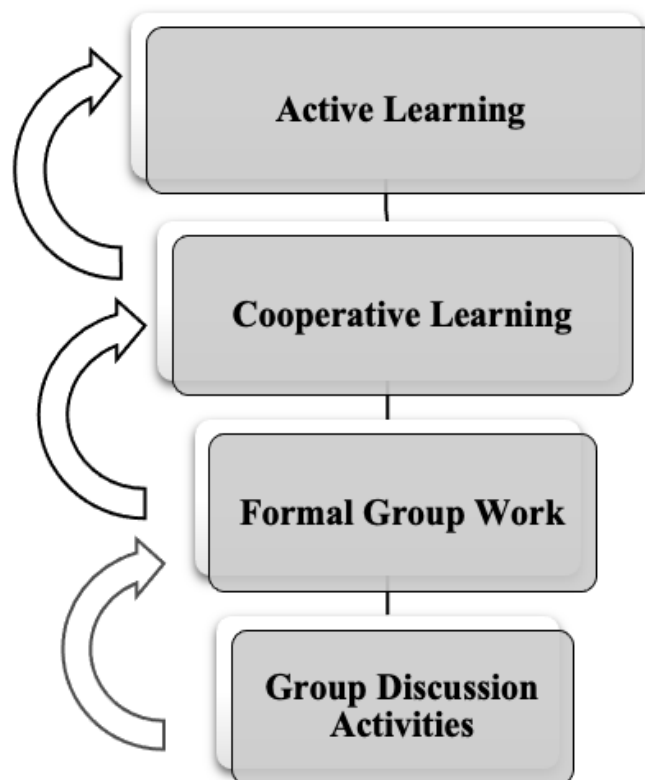 Active Learning
Cooperative Learning
Formal Group Work
Group Discussion
Activities